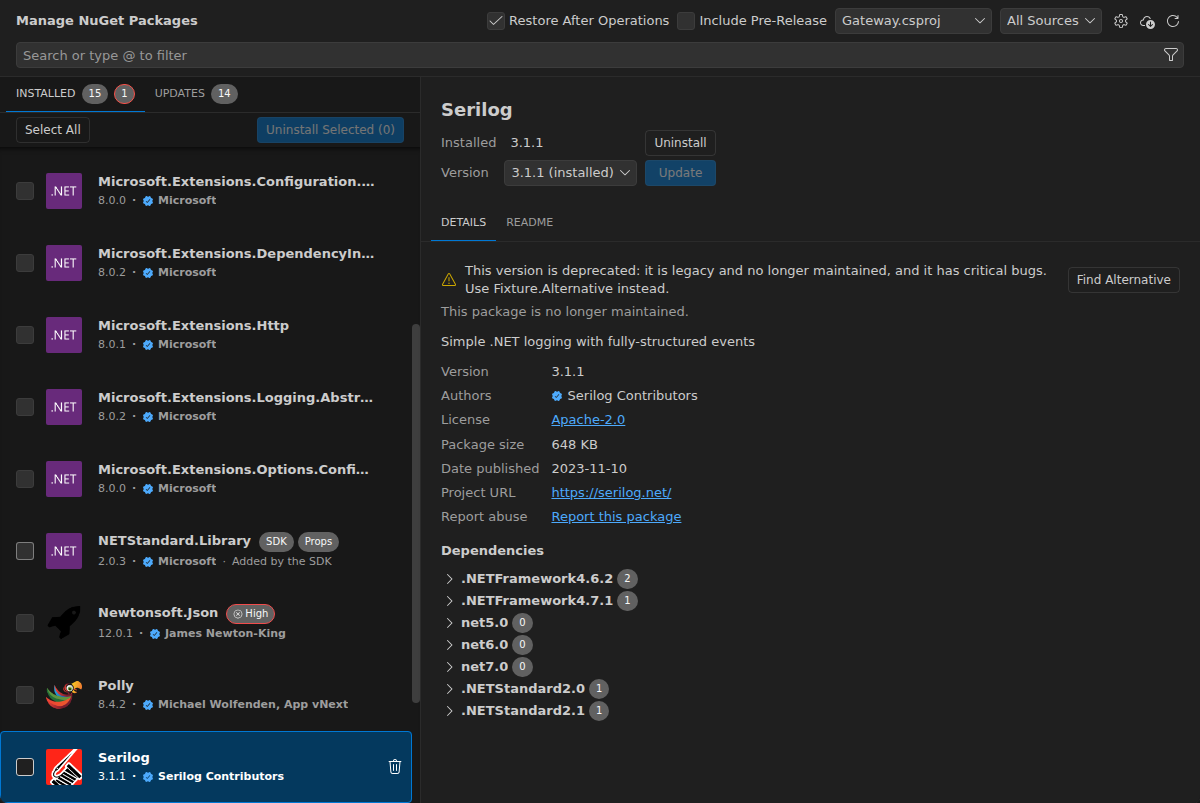 Manage NuGet Packages
Restore After Operations
Include Pre-Release
Gateway.csproj
All Sources
Search or type @ to filter
INSTALLED 15 1
UPDATES 14
Select All
Uninstall Selected (0)
.NET
Microsoft.Extensions.Configuration....
8.0.0 · Microsoft
.NET
Microsoft.Extensions.DependencyIn...
8.0.2 · Microsoft
.NET
Microsoft.Extensions.Http
8.0.1 · Microsoft
.NET
Microsoft.Extensions.Logging.Abstr...
8.0.2 · Microsoft
.NET
Microsoft.Extensions.Options.Confi...
8.0.0 · Microsoft
.NET
NETStandard.Library SDK Props
2.0.3 · Microsoft · Added by the SDK
Newtonsoft.Json High
12.0.1 · James Newton-King
Polly
8.4.2 · Michael Wolfenden, App vNext
Serilog
3.1.1 · Serilog Contributors
Serilog
Installed 3.1.1 Uninstall
Version 3.1.1 (installed) Update
DETAILS README
This version is deprecated: it is legacy and no longer maintained, and it has critical bugs.
Use Fixture.Alternative instead.
Find Alternative
This package is no longer maintained.
Simple .NET logging with fully-structured events
Version 3.1.1
Authors Serilog Contributors
License Apache-2.0
Package size 648 KB
Date published 2023-11-10
Project URL https://serilog.net/
Report abuse Report this package
Dependencies
.NETFramework4.6.2 2
.NETFramework4.7.1 1
net5.0 0
net6.0 0
net7.0 0
.NETStandard2.0 1
.NETStandard2.1 1